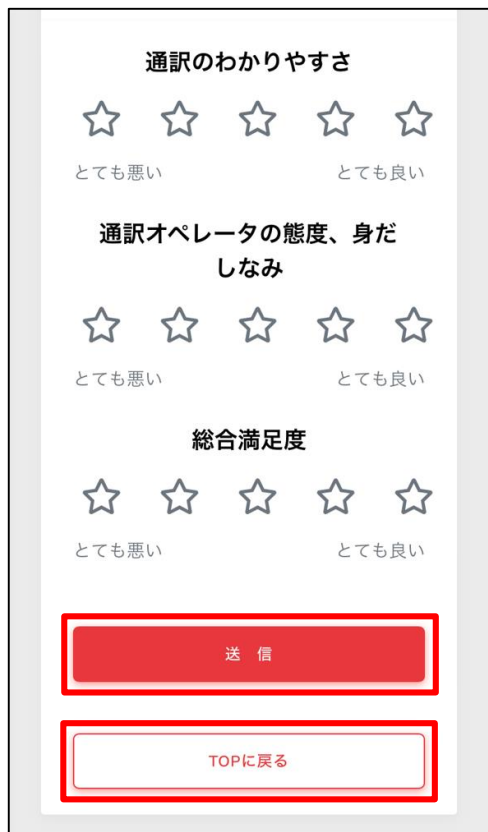 通訳のわかりやすさ
とても悪い とても良い
通訳オペレータの態度、身だ
しなみ
とても悪い とても良い
総合満足度
とても悪い とても良い
送 信
TOPに戻る